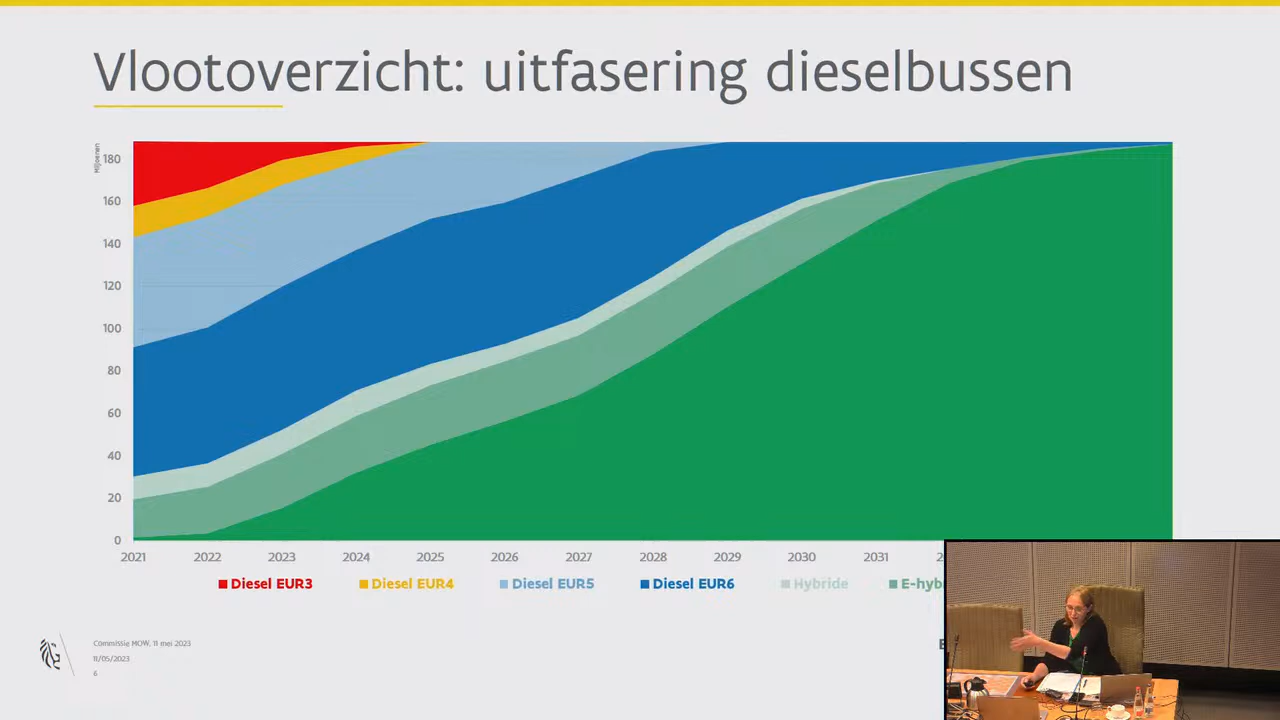 Vlootoverzicht: uitfasering dieselbussen
Miljoenen
180
160
140
120
100
80
60
40
20
0
2021 2022 2023 2024 2025 2026 2027 2028 2029 2030 2031
Diesel EUR3 Diesel EUR4 Diesel EUR5 Diesel EUR6 Hybride E-hyb
Commissie MOW, 11 mei 2023
11/05/2023
6